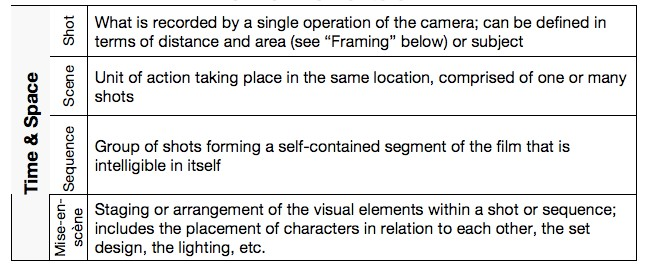 Time & Space
Shot
What is recorded by a single operation of the camera; can be defined in
terms of distance and area (see “Framing” below) or subject
Scene
Unit of action taking place in the same location, comprised of one or many
shots
Sequence
Group of shots forming a self-contained segment of the film that is
intelligible in itself
Mise-en-
scène
Staging or arrangement of the visual elements within a shot or sequence;
includes the placement of characters in relation to each other, the set
design, the lighting, etc.